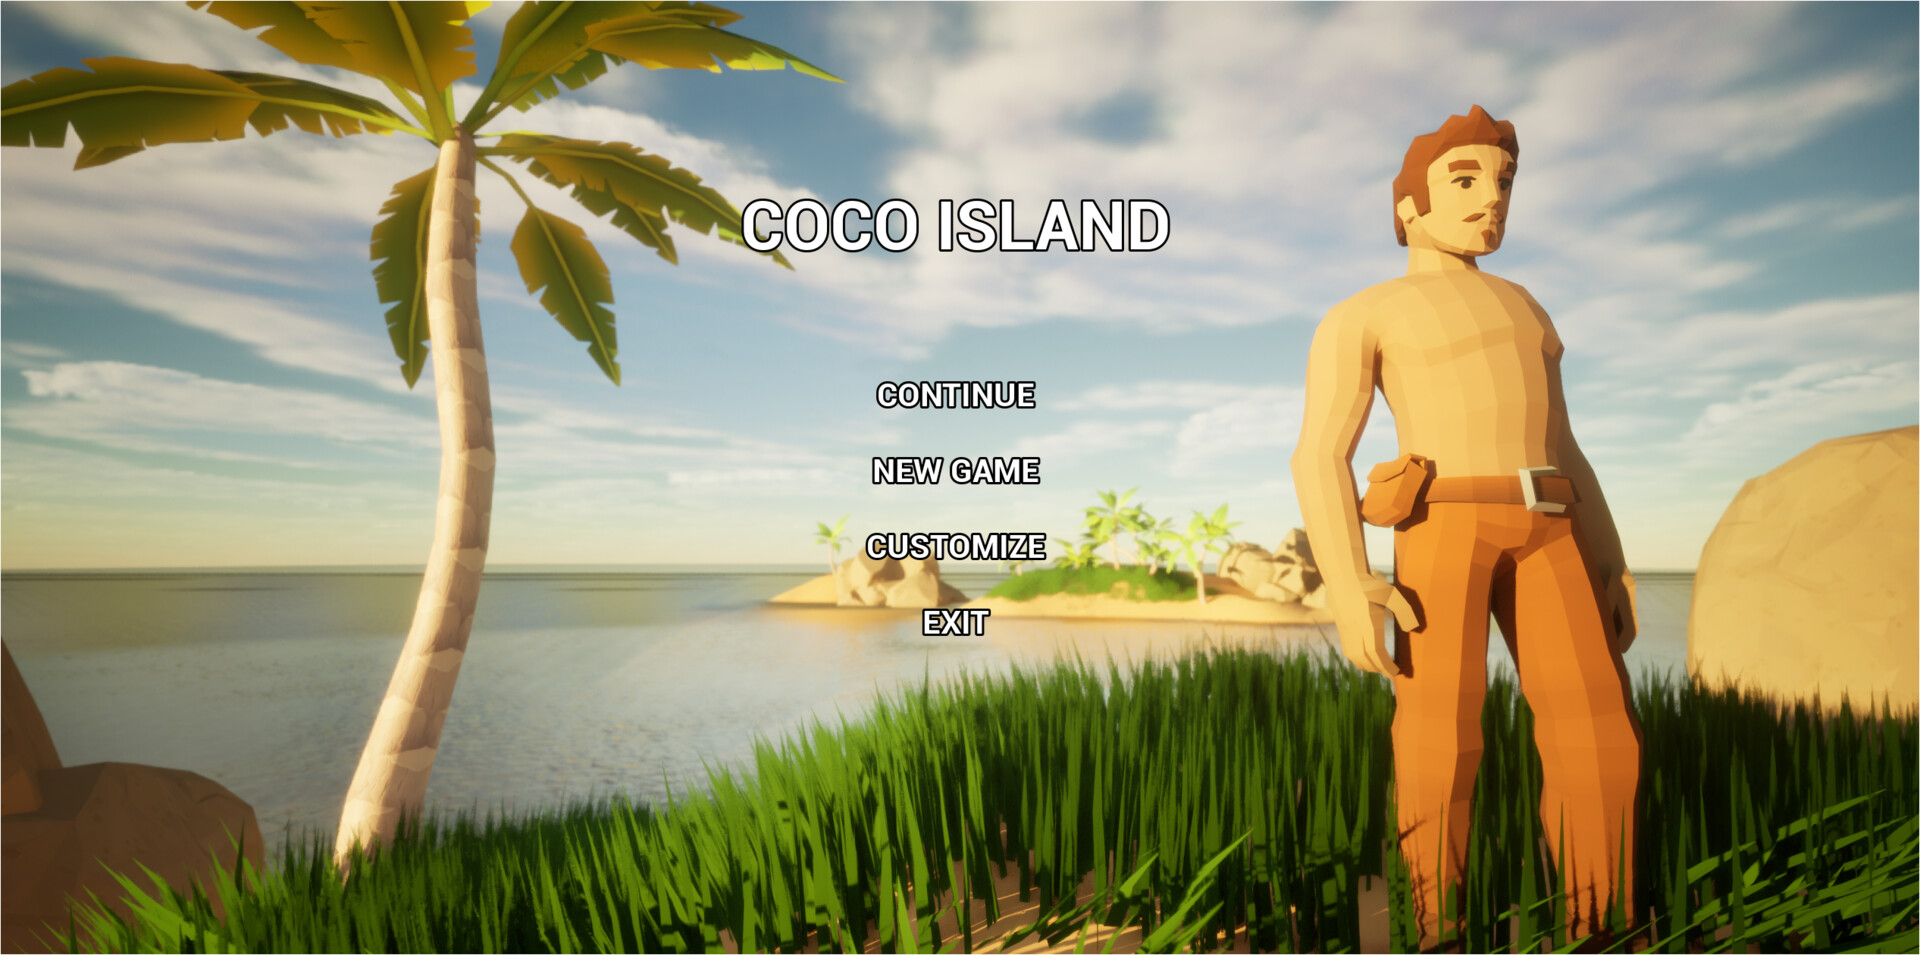 COCO ISLAND
CONTINUE
NEW GAME
CUSTOMIZE
EXIT